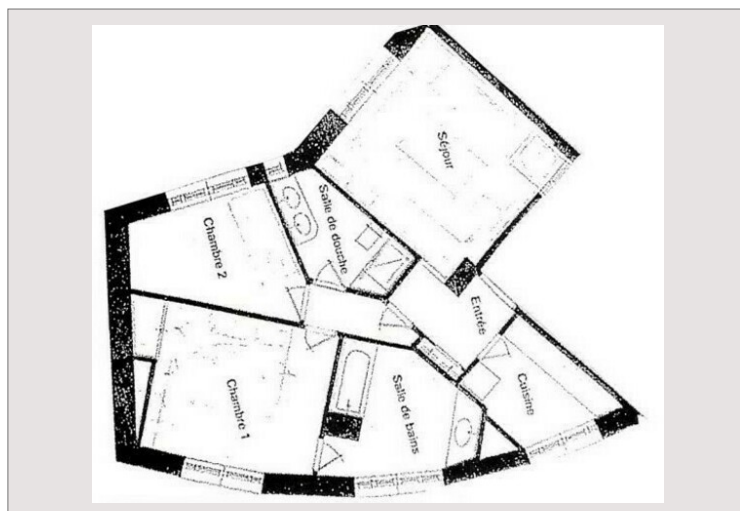 Séjour
Salle de douche
Chambre 2
Entrée
Cuisine
Chambre 1
Salle de bains